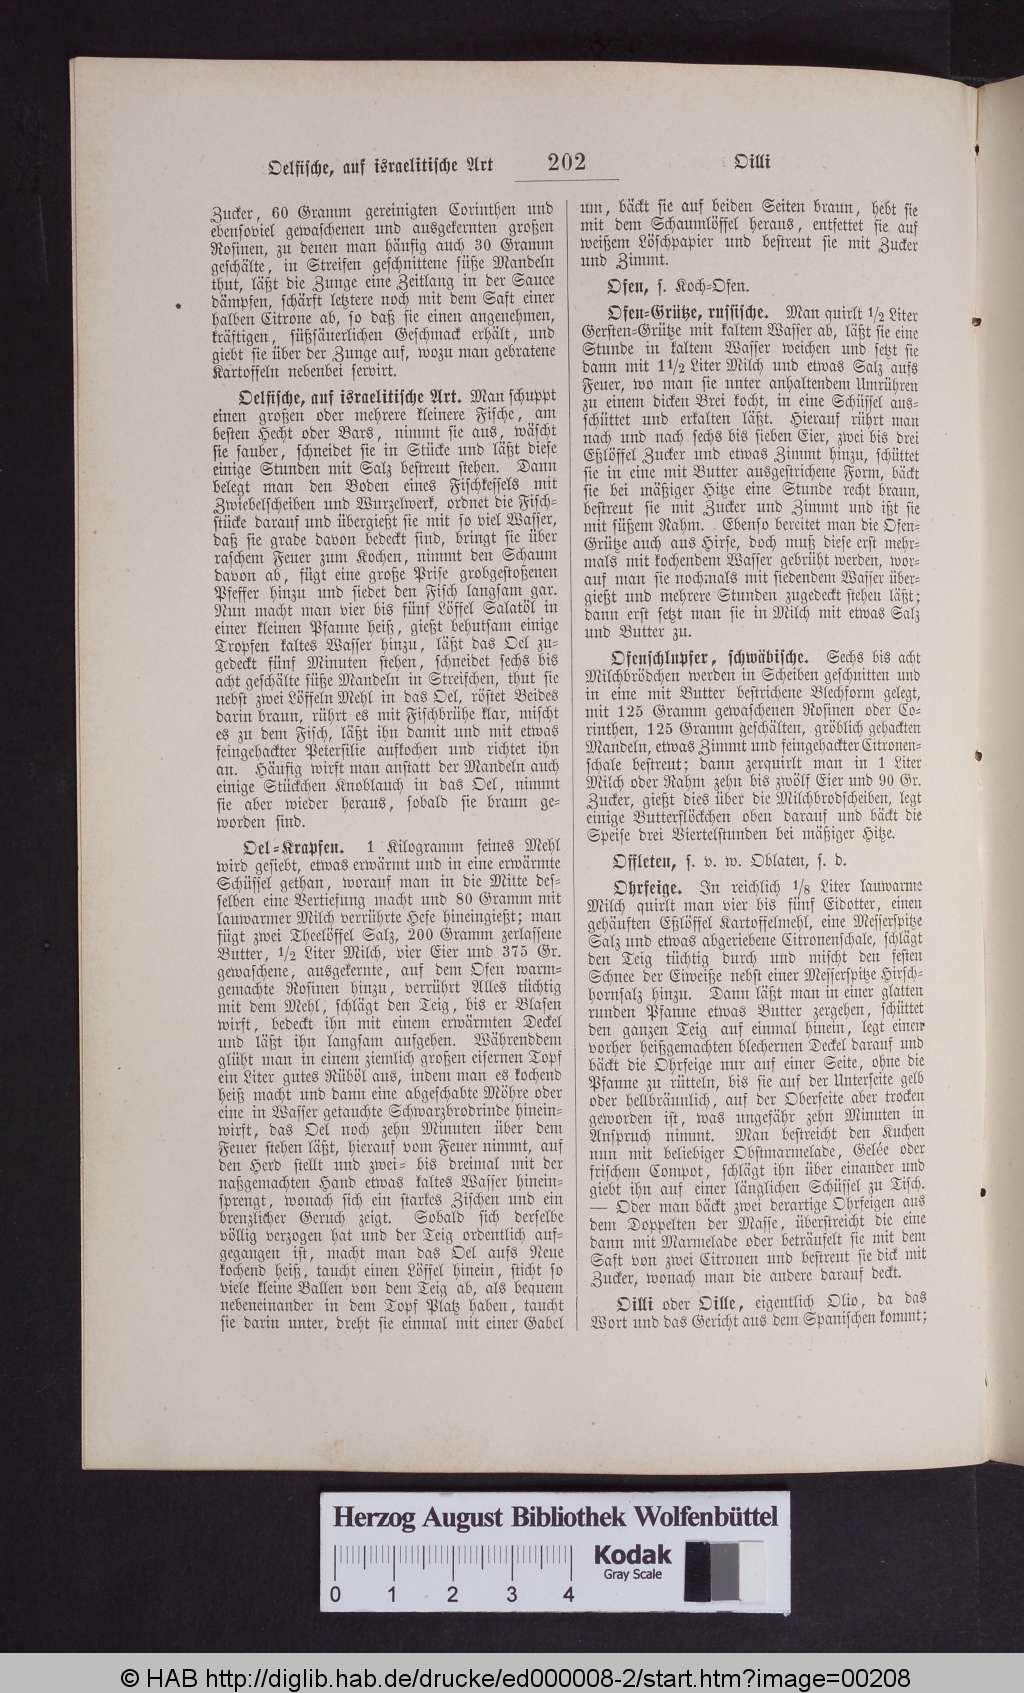 Oelfische, auf israelitische Art 202 Oilli
Zucker, 60 Gramm gereinigten Corinthen und
ebensoviel gewaschenen und ausgekernten großen
Rosinen, zu denen man häufig auch 30 Gramm
geschälte, in Streifen geschnittene süße Mandeln
thut, läßt die Zunge eine Zeitlang in der Sauce
dämpfen, schärft letztere noch mit dem Saft einer
halben Citrone ab, so daß sie einen angenehmen,
kräftigen, süßsäuerlichen Geschmack erhält, und
giebt sie über der Zunge auf, wozu man gebratene
Kartoffeln nebenbei servirt.
Oelfische, auf israelitische Art. Man schuppt
einen großen oder mehrere kleinere Fische, am
besten Hecht oder Bars, nimmt sie aus, wäscht
sie sauber, schneidet sie in Stücke und läßt diese
einige Stunden mit Salz bestreut stehen. Dann
belegt man den Boden eines Fischkessels mit
Zwiebelscheiben und Wurzelwerk, ordnet die Fisch-
stücke darauf und übergießt sie mit so viel Wasser,
daß sie grade davon bedeckt sind, bringt sie über
raschem Feuer zum Kochen, nimmt den Schaum
davon ab, fügt eine große Prise grobgestoßenen
Pfeffer hinzu und siedet den Fisch langsam gar.
Nun macht man vier bis fünf Löffel Salatöl in
einer kleinen Pfanne heiß, gießt behutsam einige
Tropfen kaltes Wasser hinzu, läßt das Oel zu-
gedeckt fünf Minuten stehen, schneidet sechs bis
acht geschälte süße Mandeln in Streifchen, thut sie
nebst zwei Löffeln Mehl in das Oel, röstet Beides
darin braun, rührt es mit Fischbrühe klar, mischt
es zu dem Fisch, läßt ihn damit und mit etwas
feingehackter Petersilie aufkochen und richtet ihn
an. Häufig wirft man anstatt der Mandeln auch
einige Stückchen Knoblauch in das Oel, nimmt
sie aber wieder heraus, sobald sie braun ge-
worden sind.
Oel-Krapfen. 1 Kilogramm feines Mehl
wird gesiebt, etwas erwärmt und in eine erwärmte
Schüssel gethan, worauf man in die Mitte des-
selben eine Vertiefung macht und 80 Gramm mit
lauwarmer Milch verrührte Hefe hineingießt; man
fügt zwei Theelöffel Salz, 200 Gramm zerlassene
Butter, 1/2 Liter Milch, vier Eier und 375 Gr.
gewaschene, ausgekernte, auf dem Ofen warm-
gemachte Rosinen hinzu, verrührt Alles tüchtig
mit dem Mehl, schlägt den Teig, bis er Blasen
wirft, bedeckt ihn mit einem erwärmten Deckel
und läßt ihn langsam aufgehen. Währenddem
glüht man in einem ziemlich großen eisernen Topf
ein Liter gutes Rüböl aus, indem man es kochend
heiß macht und dann eine abgeschabte Möhre oder
eine in Wasser getauchte Schwarzbrodrinde hinein-
wirft, das Oel noch zehn Minuten über dem
Feuer stehen läßt, hierauf vom Feuer nimmt, auf
den Herd stellt und zwei- bis dreimal mit der
naßgemachten Hand etwas kaltes Wasser hinein-
sprengt, wonach sich ein starkes Zischen und ein
brenzlicher Geruch zeigt. Sobald sich derselbe
völlig verzogen hat und der Teig ordentlich auf-
gegangen ist, macht man das Oel aufs Neue
kochend heiß, taucht einen Löffel hinein, sticht so
viele kleine Ballen von dem Teig ab, als bequem
nebeneinander in dem Topf Platz haben, taucht
sie darin unter, dreht sie einmal mit einer Gabel
um, bäckt sie auf beiden Seiten braun, hebt sie
mit dem Schaumlöffel heraus, entfettet sie auf
weißem Löschpapier und bestreut sie mit Zucker
und Zimmt.
Ofen, s. Koch-Ofen.
Ofen-Grütze, russische. Man quirlt 1/2 Liter
Gersten-Grütze mit kaltem Wasser ab, läßt sie eine
Stunde in kaltem Wasser weichen und setzt sie
dann mit 1 1/2 Liter Milch und etwas Salz aufs
Feuer, wo man sie unter anhaltendem Umrühren
zu einem dicken Brei kocht, in eine Schüssel aus-
schüttet und erkalten läßt. Hierauf rührt man
nach und nach sechs bis sieben Eier, zwei bis drei
Eßlöffel Zucker und etwas Zimmt hinzu, schüttet
sie in eine mit Butter ausgestrichene Form, bäckt
sie bei mäßiger Hitze eine Stunde recht braun,
bestreut sie mit Zucker und Zimmt und ißt sie
mit süßem Rahm. Ebenso bereitet man die Ofen-
Grütze auch aus Hirse, doch muß diese erst mehr-
mals mit kochendem Wasser gebrüht werden, wor-
auf man sie nochmals mit siedendem Wasser über-
gießt und mehrere Stunden zugedeckt stehen läßt;
dann erst setzt man sie in Milch mit etwas Salz
und Butter zu.
Ofenschlupfer, schwäbische. Sechs bis acht
Milchbrödchen werden in Scheiben geschnitten und
in eine mit Butter bestrichene Blechform gelegt,
mit 125 Gramm gewaschenen Rosinen oder Co-
rinthen, 125 Gramm geschälten, gröblich gehackten
Mandeln, etwas Zimmt und feingehackter Citronen-
schale bestreut; dann zerquirlt man in 1 Liter
Milch oder Rahm zehn bis zwölf Eier und 90 Gr.
Zucker, gießt dies über die Milchbrodscheiben, legt
einige Butterflöckchen oben darauf und bäckt die
Speise drei Viertelstunden bei mäßiger Hitze.
Offleten, s. v. w. Oblaten, s. d.
Ohrfeige. In reichlich 1/8 Liter lauwarme
Milch quirlt man vier bis fünf Eidotter, einen
gehäuften Eßlöffel Kartoffelmehl, eine Messerspitze
Salz und etwas abgeriebene Citronenschale, schlägt
den Teig tüchtig durch und mischt den festen
Schnee der Eiweiße nebst einer Messerspitze Hirsch-
hornsalz hinzu. Dann läßt man in einer glatten
runden Pfanne etwas Butter zergehen, schüttet
den ganzen Teig auf einmal hinein, legt einen
vorher heißgemachten blechernen Deckel darauf und
bäckt die Ohrfeige nur auf einer Seite, ohne die
Pfanne zu rütteln, bis sie auf der Unterseite gelb
oder hellbräunlich, auf der Oberseite aber trocken
geworden ist, was ungefähr zehn Minuten in
Anspruch nimmt. Man bestreicht den Kuchen
nun mit beliebiger Obstmarmelade, Gelée oder
frischem Compot, schlägt ihn über einander und
giebt ihn auf einer länglichen Schüssel zu Tisch.
— Oder man bäckt zwei derartige Ohrfeigen aus
dem Doppelten der Masse, überstreicht die eine
dann mit Marmelade oder beträufelt sie mit dem
Saft von zwei Citronen und bestreut sie dick mit
Zucker, wonach man die andere darauf deckt.
Oilli oder Oille, eigentlich Olio, da das
Wort und das Gericht aus dem Spanischen kommt;
Herzog August Bibliothek Wolfenbüttel
Kodak
Gray Scale
0 1 2 3 4
© HAB http://diglib.hab.de/drucke/ed000008-2/start.htm?image=00208